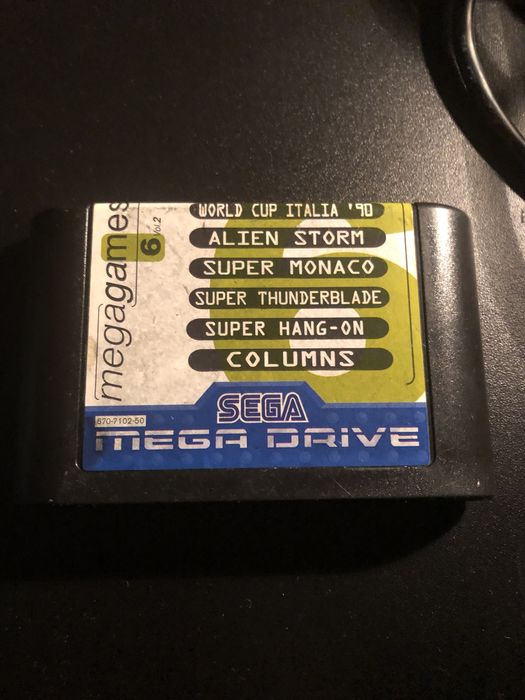 megagames
6 Vol.2
WORLD CUP ITALIA '90
ALIEN STORM
SUPER MONACO
SUPER THUNDERBLADE
SUPER HANG-ON
COLUMNS
SEGA
670-7102-50
MEGA DRIVE